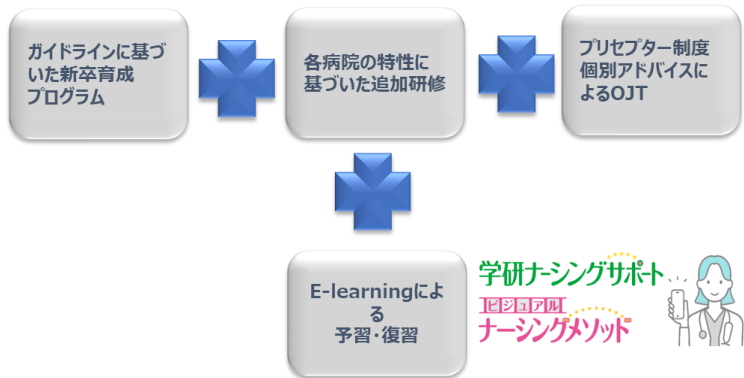 ガイドラインに基づ
いた新卒育成
プログラム
各病院の特性に
基づいた追加研修
プリセプター制度
個別アドバイスに
よるOJT
E-learningによ
る
予習・復習
学研ナーシングサポート
ビジュアル
ナーシングメソッド